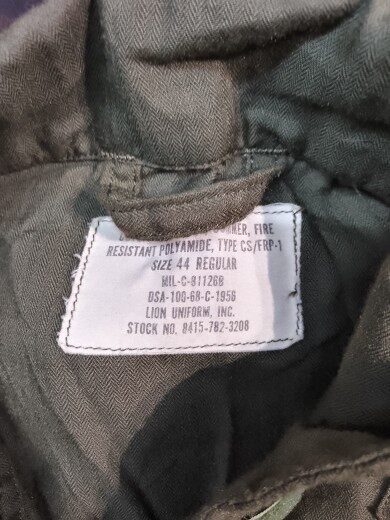 FIRE
RESISTANT POLYAMIDE, TYPE CS/FRP-1
SIZE 44 REGULAR
MIL-C-81126B
DSA-100-68-C-1956
LION UNIFORM, INC.
STOCK NO. 8415-782-3208